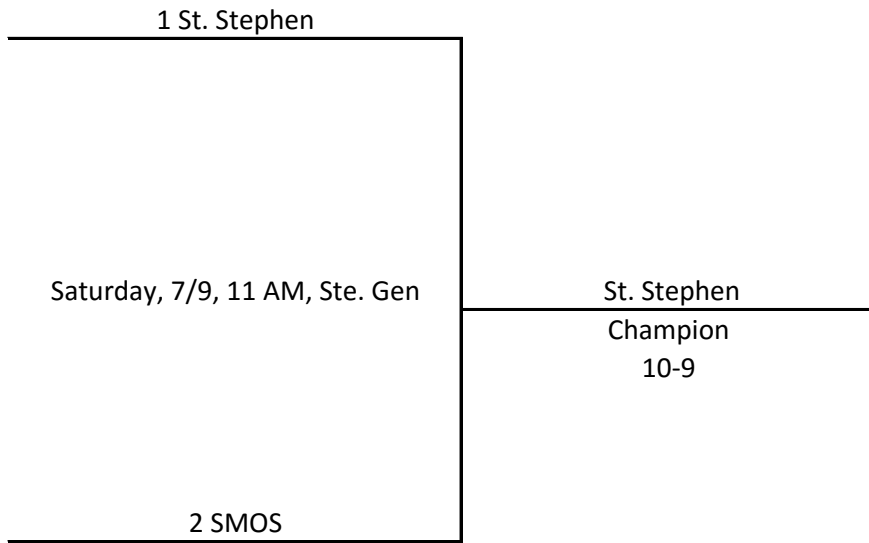 1 St. Stephen
Saturday, 7/9, 11 AM, Ste. Gen
St. Stephen
Champion
10-9
2 SMOS